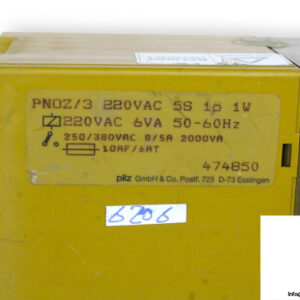 PNOZ/3 220VAC 5S 1ö 1W
220VAC 6VA 50-60Hz
250/380VAC 8/5A 2000VA
10AF/6AT
474850
pilz GmbH & Co. Postf. 725 D-73 Esslingen
6206